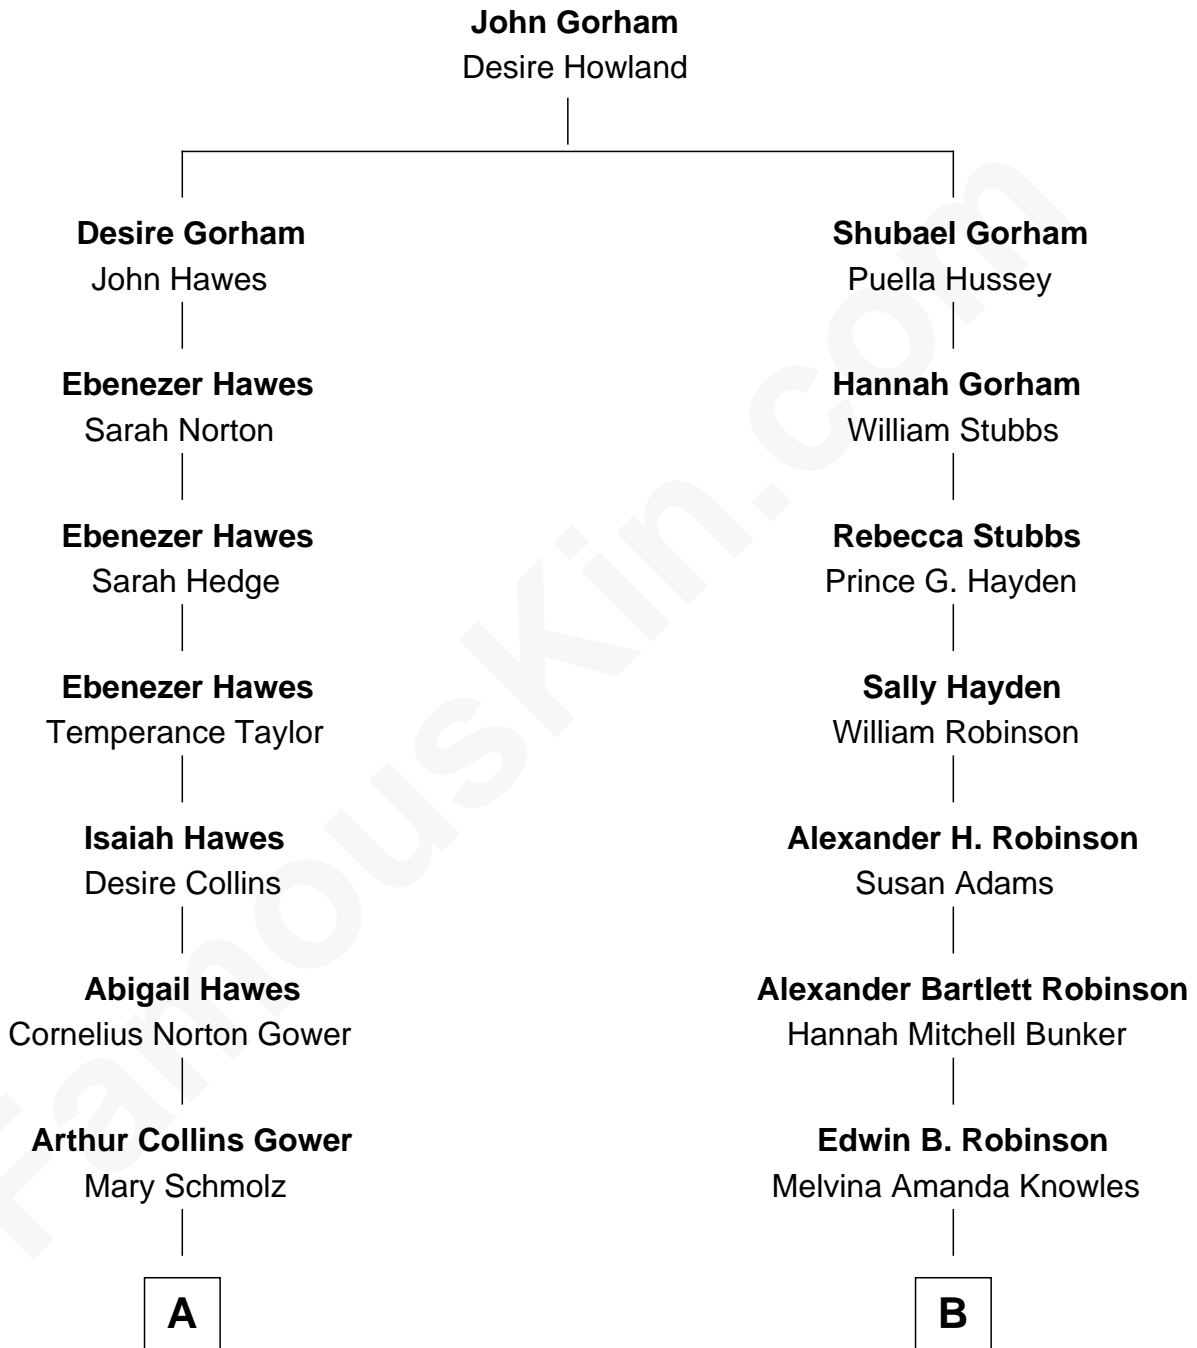 John Gorham
Desire Howland
Desire Gorham
John Hawes
Shubael Gorham
Puella Hussey
Ebenezer Hawes
Sarah Norton
Hannah Gorham
William Stubbs
Ebenezer Hawes
Sarah Hedge
Rebecca Stubbs
Prince G. Hayden
Ebenezer Hawes
Temperance Taylor
Sally Hayden
William Robinson
Isaiah Hawes
Desire Collins
Alexander H. Robinson
Susan Adams
Abigail Hawes
Cornelius Norton Gower
Alexander Bartlett Robinson
Hannah Mitchell Bunker
Arthur Collins Gower
Mary Schmolz
Edwin B. Robinson
Melvina Amanda Knowles
A
B
FamousKin.com